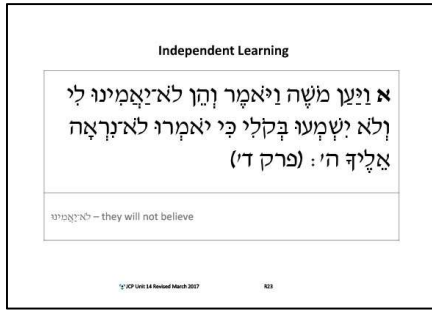 Independent Learning
א וַיַּעַן מֹשֶׁה וַיֹּאמֶר וְהֵן לֹא־יַאֲמִינוּ לִי
וְלֹא יִשְׁמְעוּ בְּקֹלִי כִּי יֹאמְרוּ לֹא־נִרְאָה
אֵלֶיךָ ה': (פרק ד')
לֹא־יַאֲמִינוּ – they will not believe
JCP Unit 14 Revised March 2017
R23